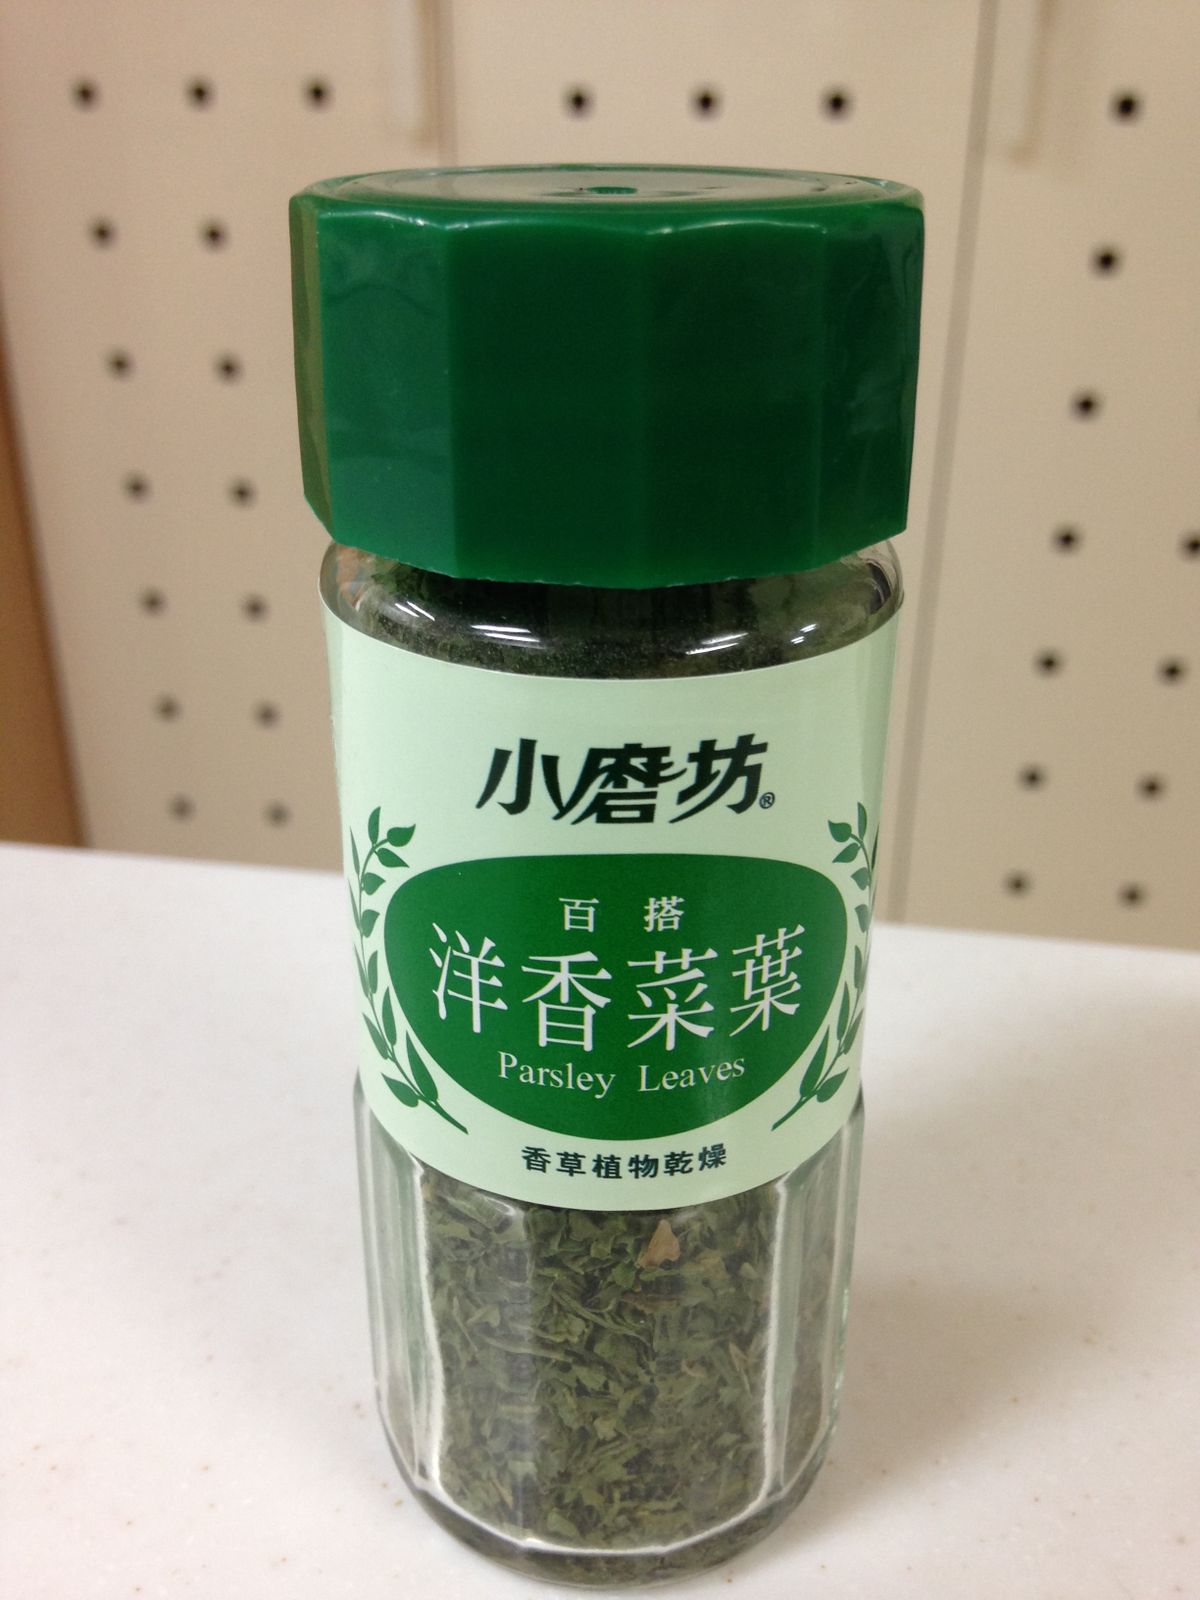 小磨坊®
百搭
洋香菜葉
Parsley Leaves
香草植物乾燥